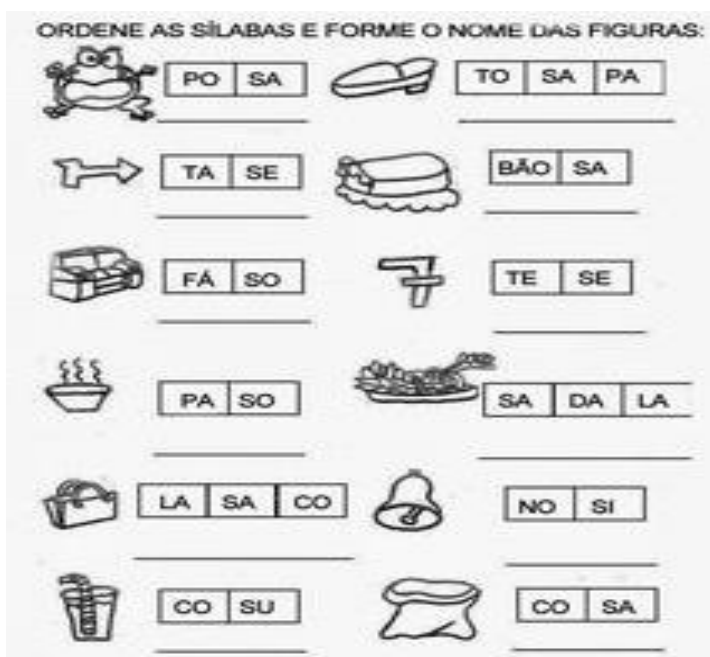 ORDENE AS SÍLABAS E FORME O NOME DAS FIGURAS:
PO SA TO SA PA
TA SE BÃO SA
FÁ SO TE SE
PA SO SA DA LA
LA SA CO NO SI
CO SU CO SA